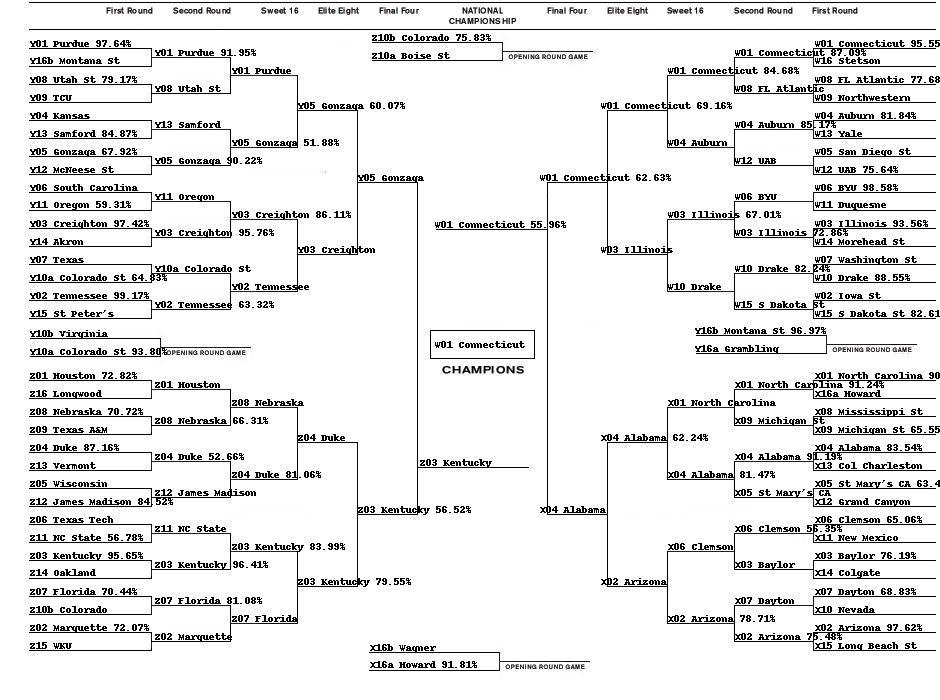 First Round Second Round Sweet 16 Elite Eight Final Four NATIONAL CHAMPIONSHIP Final Four Elite Eight Sweet 16 Second Round First Round
Z10b Colorado 75.83%
Z10a Boise St
OPENING ROUND GAME
Y01 Purdue 97.64%
Y16b Montana St
Y08 Utah St 79.17%
Y09 TCU
Y04 Kansas
Y13 Samford 84.87%
Y05 Gonzaga 67.92%
Y12 McNeese St
Y06 South Carolina
Y11 Oregon 59.31%
Y03 Creighton 97.42%
Y14 Akron
Y07 Texas
Y10a Colorado St 64.83%
Y02 Tennessee 99.17%
Y15 St Peter's
Y01 Purdue 91.95%
Y08 Utah St
Y13 Samford
Y05 Gonzaga 90.22%
Y11 Oregon
Y03 Creighton 95.76%
Y10a Colorado St
Y02 Tennessee 63.32%
Y01 Purdue
Y05 Gonzaga 51.88%
Y03 Creighton 86.11%
Y02 Tennessee
Y05 Gonzaga 60.07%
Y03 Creighton
Y05 Gonzaga
Y10b Virginia
Y10a Colorado St 93.80%
OPENING ROUND GAME
Z01 Houston 72.82%
Z16 Longwood
Z08 Nebraska 70.72%
Z09 Texas A&M
Z04 Duke 87.16%
Z13 Vermont
Z05 Wisconsin
Z12 James Madison 84.52%
Z06 Texas Tech
Z11 NC State 56.78%
Z03 Kentucky 95.65%
Z14 Oakland
Z07 Florida 70.44%
Z10b Colorado
Z02 Marquette 72.07%
Z15 WKU
Z01 Houston
Z08 Nebraska 66.31%
Z04 Duke 52.66%
Z12 James Madison
Z11 NC State
Z03 Kentucky 96.41%
Z07 Florida 81.08%
Z02 Marquette
Z08 Nebraska
Z04 Duke 81.06%
Z03 Kentucky 83.99%
Z07 Florida
Z04 Duke
Z03 Kentucky 79.55%
Z03 Kentucky 56.52%
W01 Connecticut 55.96%
W01 Connecticut
CHAMPIONS
Z03 Kentucky
W01 Connecticut 62.63%
W01 Connecticut 69.16%
W03 Illinois
W01 Connecticut 84.68%
W04 Auburn
W03 Illinois 67.01%
W10 Drake
W01 Connecticut 87.09%
W08 FL Atlantic
W04 Auburn 85.17%
W12 UAB
W06 BYU
W03 Illinois 72.86%
W10 Drake 82.24%
W15 S Dakota St
W01 Connecticut 95.55
W16 Stetson
W08 FL Atlantic 77.68
W09 Northwestern
W04 Auburn 81.84%
W13 Yale
W05 San Diego St
W12 UAB 75.64%
W06 BYU 98.58%
W11 Duquesne
W03 Illinois 93.56%
W14 Morehead St
W07 Washington St
W10 Drake 88.55%
W02 Iowa St
W15 S Dakota St 82.61
Y16b Montana St 96.97%
Y16a Grambling
OPENING ROUND GAME
X04 Alabama
X04 Alabama 62.24%
X02 Arizona
X01 North Carolina
X04 Alabama 81.47%
X06 Clemson
X02 Arizona 78.71%
X01 North Carolina 91.24%
X09 Michigan St
X04 Alabama 91.19%
X05 St Mary's CA
X06 Clemson 56.35%
X03 Baylor
X07 Dayton
X02 Arizona 75.48%
X01 North Carolina 90
X16a Howard
X08 Mississippi St
X09 Michigan St 65.55
X04 Alabama 83.54%
X13 Col Charleston
X05 St Mary's CA 63.4
X12 Grand Canyon
X06 Clemson 65.06%
X11 New Mexico
X03 Baylor 76.19%
X14 Colgate
X07 Dayton 68.83%
X10 Nevada
X02 Arizona 97.62%
X15 Long Beach St
X16b Wagner
X16a Howard 91.81%
OPENING ROUND GAME